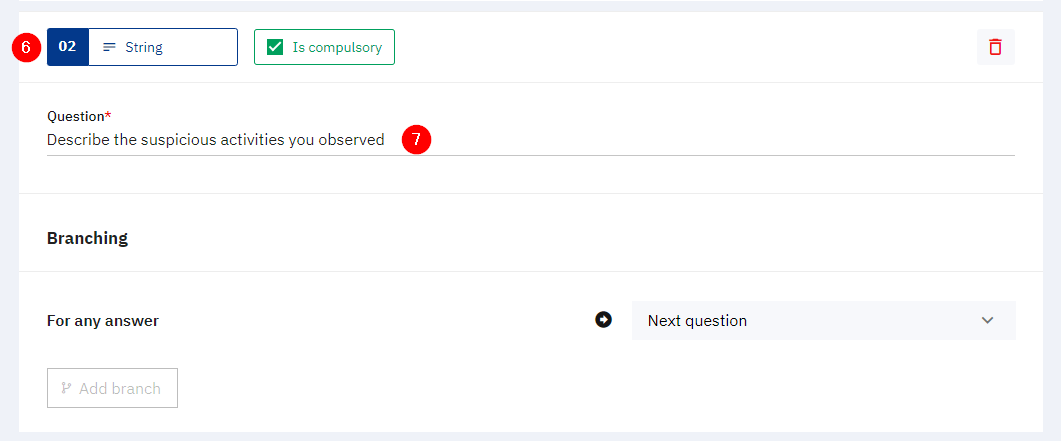 6 02 String Is compulsory
Question*
Describe the suspicious activities you observed 7
Branching
For any answer Next question
Add branch